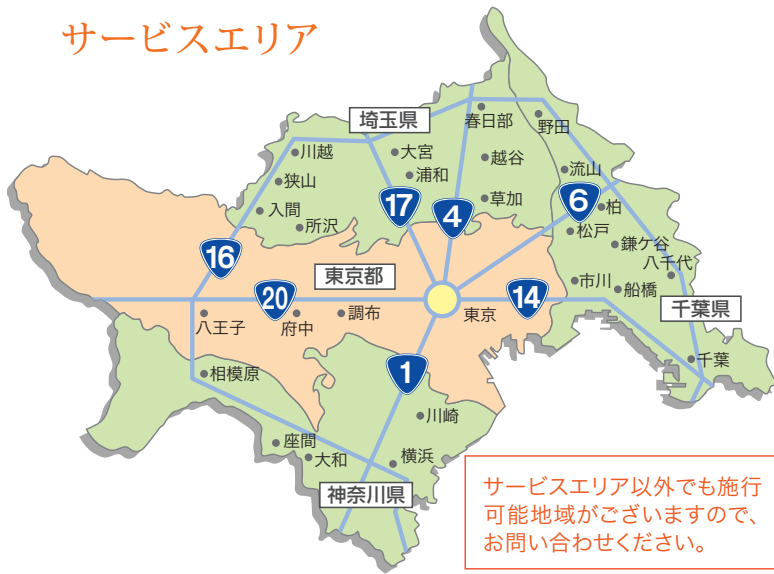 サービスエリア
埼玉県
春日部
野田
川越
大宮
越谷
流山
狭山
浦和
草加
6
柏
入間
17
4
松戸
所沢
鎌ケ谷
16
東京都
八千代
市川
船橋
20
14
千葉県
八王子
府中
調布
東京
千葉
1
相模原
川崎
座間
大和
横浜
神奈川県
サービスエリア以外でも施行
可能地域がございますので、
お問い合わせください。